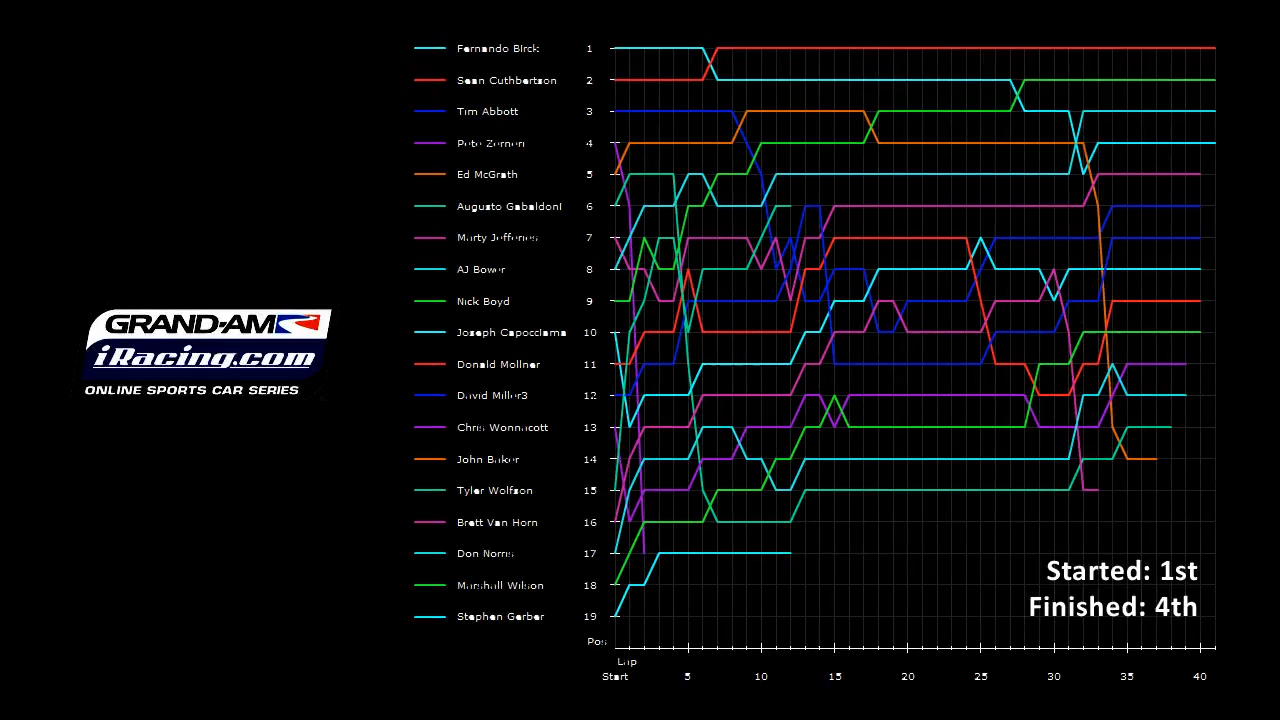 GRAND-AM
iRacing.com
ONLINE SPORTS CAR SERIES
Fernando Birck 1
Sean Cuthbertson 2
Tim Abbott 3
Pete Zernen 4
Ed McGrath 5
Augusto Gabaldoni 6
Marty Jefferies 7
AJ Bower 8
Nick Boyd 9
Joseph Capocciama 10
Donald Mollner 11
David Miller3 12
Chris Wonnacott 13
John Baker 14
Tyler Wolfson 15
Brett Van Horn 16
Don Norris 17
Marshall Wilson 18
Stephen Gerber 19
Pos
Lap
Start 5 10 15 20 25 30 35 40
Started: 1st
Finished: 4th